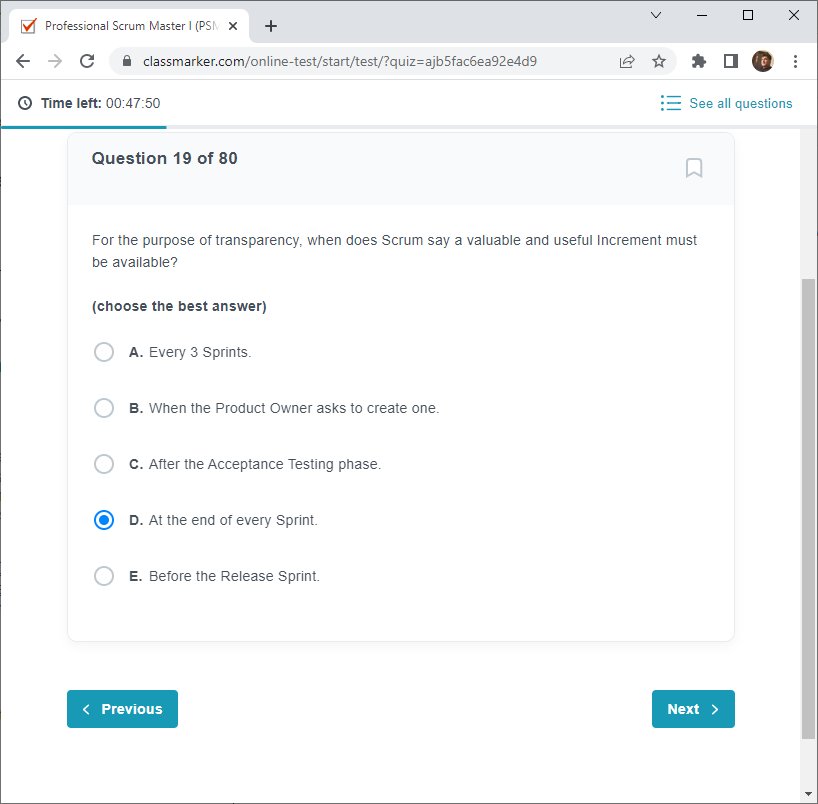 Professional Scrum Master I (PSM
classmarker.com/online-test/start/test/?quiz=ajb5fac6ea92e4d9
Time left: 00:47:50
See all questions
Question 19 of 80
For the purpose of transparency, when does Scrum say a valuable and useful Increment must
be available?
(choose the best answer)
A. Every 3 Sprints.
B. When the Product Owner asks to create one.
C. After the Acceptance Testing phase.
D. At the end of every Sprint.
E. Before the Release Sprint.
Previous
Next